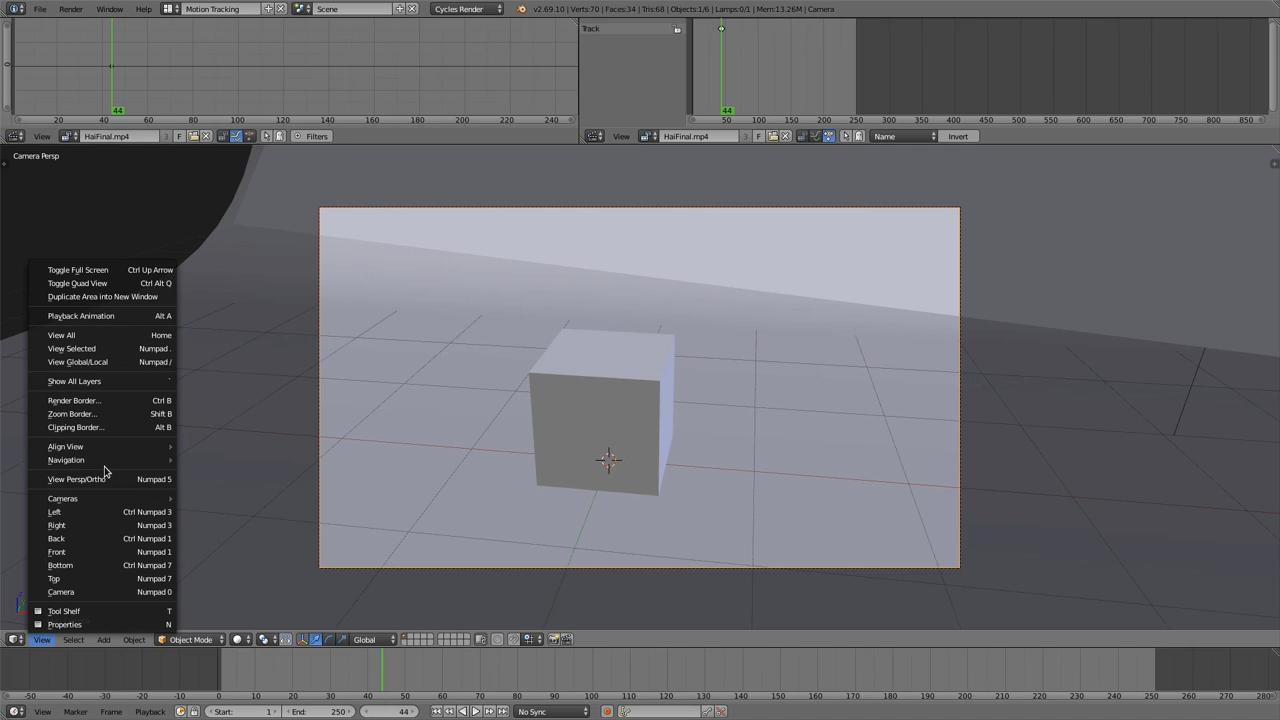 File Render Window Help Motion Tracking Scene Cycles Render v2.69.10 | Verts:70 | Faces:34 | Tris:68 | Objects:1/6 | Lamps:0/1 | Mem:13.26M | Camera
Track
44 44
20 40 60 80 100 120 140 160 180 200 220 240 50 100 150 200 250 300 350 400 450 500 550 600 650 700 750 800 850
View HaiFinal.mp4 3 F Filters View HaiFinal.mp4 3 F Name Invert
Camera Persp
Toggle Full Screen Ctrl Up Arrow
Toggle Quad View Ctrl Alt Q
Duplicate Area into New Window
Playback Animation Alt A
View All Home
View Selected Numpad .
View Global/Local Numpad /
Show All Layers `
Render Border... Ctrl B
Zoom Border... Shift B
Clipping Border... Alt B
Align View
Navigation
View Persp/Ortho Numpad 5
Cameras
Left Ctrl Numpad 3
Right Numpad 3
Back Ctrl Numpad 1
Front Numpad 1
Bottom Ctrl Numpad 7
Top Numpad 7
Camera Numpad 0
Tool Shelf T
Properties N
View Select Add Object Object Mode Global
-50 -40 -30 -20 -10 0 10 20 30 40 50 60 70 80 90 100 110 120 130 140 150 160 170 180 190 200 210 220 230 240 250 260 270 280
View Marker Frame Playback Start: 1 End: 250 44 No Sync